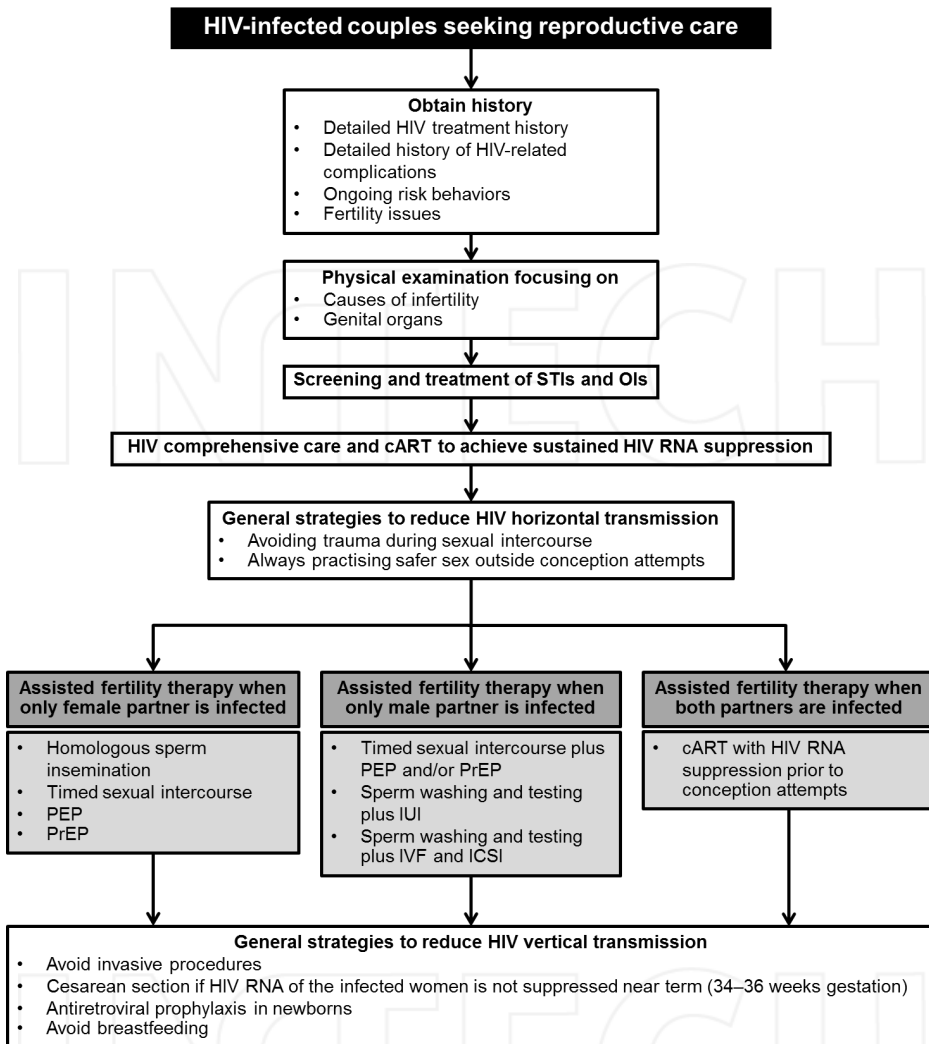 HIV-infected couples seeking reproductive care
Obtain history
• Detailed HIV treatment history
• Detailed history of HIV-related
complications
• Ongoing risk behaviors
• Fertility issues
Physical examination focusing on
• Causes of infertility
• Genital organs
Screening and treatment of STIs and OIs
HIV comprehensive care and cART to achieve sustained HIV RNA suppression
General strategies to reduce HIV horizontal transmission
• Avoiding trauma during sexual intercourse
• Always practising safer sex outside conception attempts
Assisted fertility therapy when
only female partner is infected
• Homologous sperm
insemination
• Timed sexual intercourse
• PEP
• PrEP
Assisted fertility therapy when
only male partner is infected
• Timed sexual intercourse plus
PEP and/or PrEP
• Sperm washing and testing
plus IUI
• Sperm washing and testing
plus IVF and ICSI
Assisted fertility therapy when
both partners are infected
• cART with HIV RNA
suppression prior to
conception attempts
General strategies to reduce HIV vertical transmission
• Avoid invasive procedures
• Cesarean section if HIV RNA of the infected women is not suppressed near term (34–36 weeks gestation)
• Antiretroviral prophylaxis in newborns
• Avoid breastfeeding
INTECH
INTECH